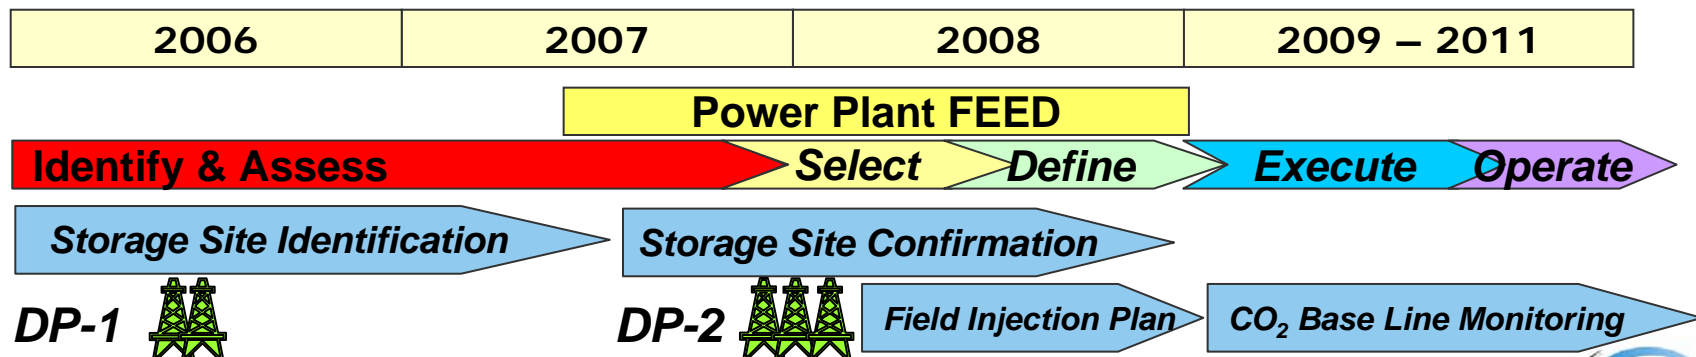 2006 2007 2008 2009 – 2011
Power Plant FEED
Identify & Assess Select Define Execute Operate
Storage Site Identification Storage Site Confirmation
DP-1 DP-2 Field Injection Plan CO₂ Base Line Monitoring